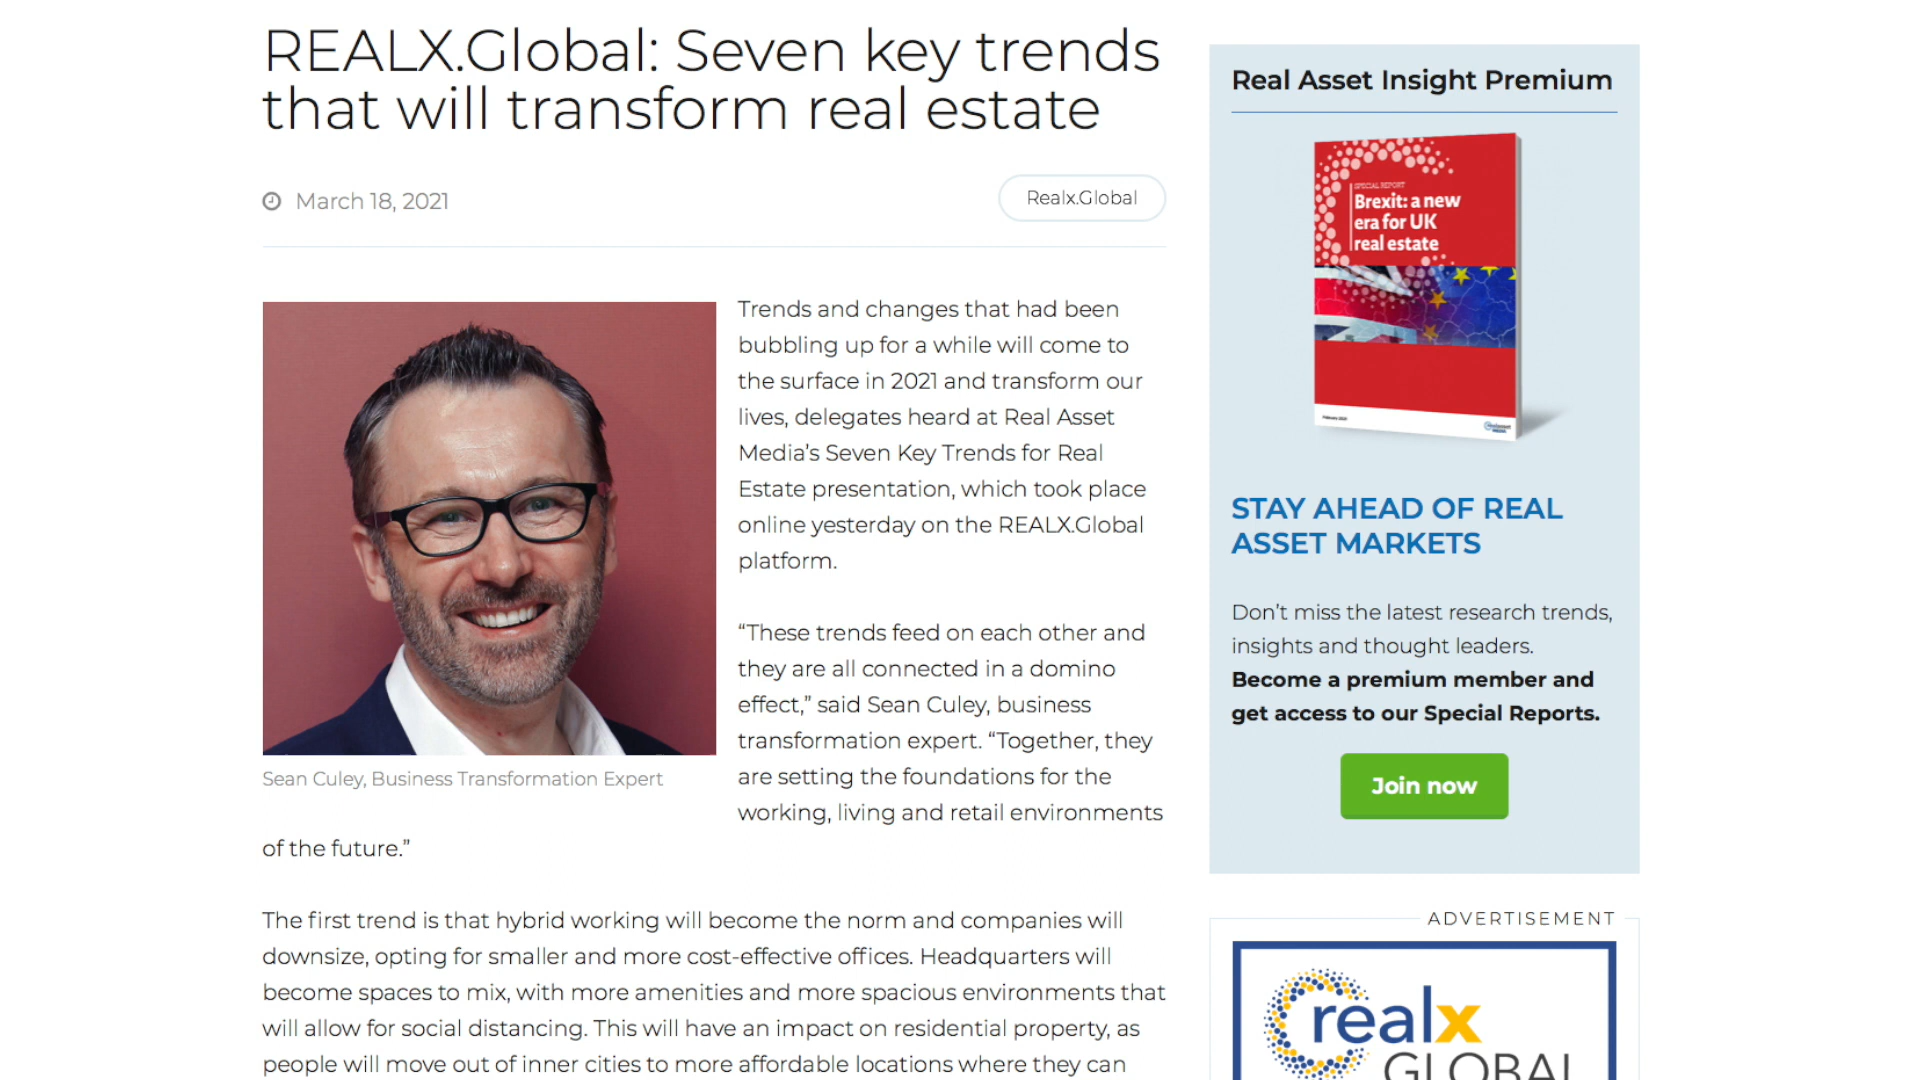 REALX.Global: Seven key trends
that will transform real estate
March 18, 2021
Realx.Global
Trends and changes that had been
bubbling up for a while will come to
the surface in 2021 and transform our
lives, delegates heard at Real Asset
Media’s Seven Key Trends for Real
Estate presentation, which took place
online yesterday on the REALX.Global
platform.
“These trends feed on each other and
they are all connected in a domino
effect,” said Sean Culey, business
transformation expert. “Together, they
are setting the foundations for the
working, living and retail environments
of the future.”
Sean Culey, Business Transformation Expert
The first trend is that hybrid working will become the norm and companies will
downsize, opting for smaller and more cost-effective offices. Headquarters will
become spaces to mix, with more amenities and more spacious environments that
will allow for social distancing. This will have an impact on residential property, as
people will move out of inner cities to more affordable locations where they can
Real Asset Insight Premium
SPECIAL REPORT
Brexit: a new
era for UK
real estate
February 2021
realasset
MEDIA
STAY AHEAD OF REAL
ASSET MARKETS
Don’t miss the latest research trends,
insights and thought leaders.
Become a premium member and
get access to our Special Reports.
Join now
ADVERTISEMENT
realx
GLOBAL